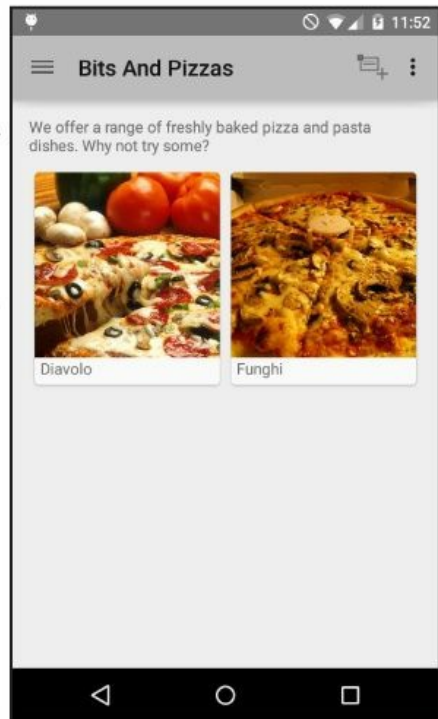 11:52
Bits And Pizzas
We offer a range of freshly baked pizza and pasta
dishes. Why not try some?
Diavolo
Funghi